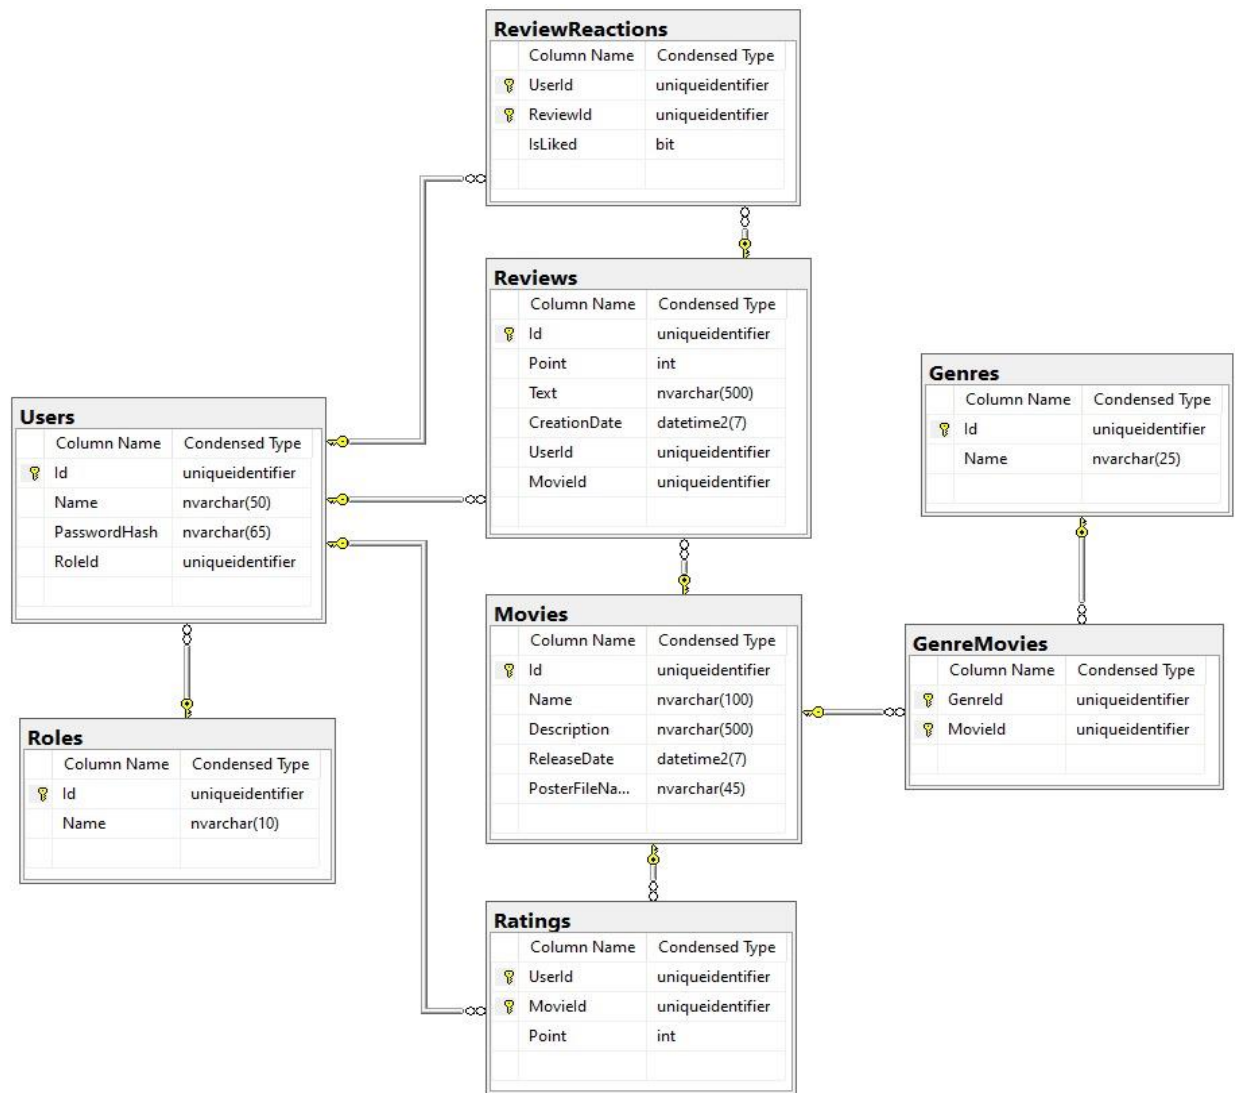 ReviewReactions
Column Name Condensed Type
UserId uniqueidentifier
ReviewId uniqueidentifier
IsLiked bit
Reviews
Column Name Condensed Type
Id uniqueidentifier
Point int
Text nvarchar(500)
CreationDate datetime2(7)
UserId uniqueidentifier
MovieId uniqueidentifier
Genres
Column Name Condensed Type
Id uniqueidentifier
Name nvarchar(25)
Users
Column Name Condensed Type
Id uniqueidentifier
Name nvarchar(50)
PasswordHash nvarchar(65)
RoleId uniqueidentifier
Movies
Column Name Condensed Type
Id uniqueidentifier
Name nvarchar(100)
Description nvarchar(500)
ReleaseDate datetime2(7)
PosterFileNa... nvarchar(45)
GenreMovies
Column Name Condensed Type
GenreId uniqueidentifier
MovieId uniqueidentifier
Roles
Column Name Condensed Type
Id uniqueidentifier
Name nvarchar(10)
Ratings
Column Name Condensed Type
UserId uniqueidentifier
MovieId uniqueidentifier
Point int